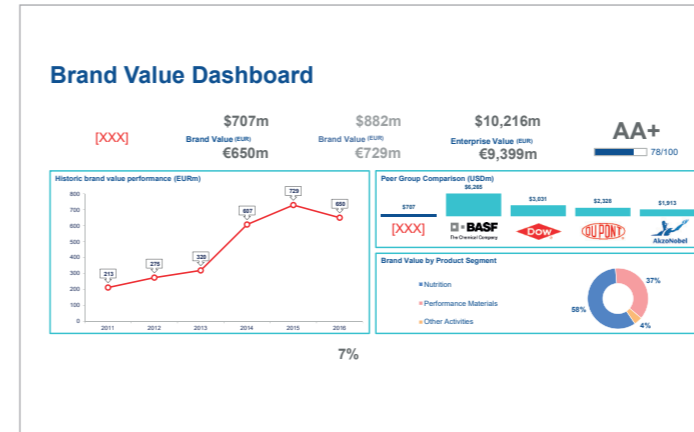 Brand Value Dashboard
[XXX]
$707m
Brand Value (EUR)
€650m
$882m
Brand Value (EUR)
€729m
$10,216m
Enterprise Value (EUR)
€9,399m
AA+
78/100
Historic brand value performance (EURm)
800
700
600
500
400
300
200
100
0
213
275
320
607
729
650
2011 2012 2013 2014 2015 2016
Peer Group Comparison (USDm)
$707 $6,265 $3,031 $2,328 $1,913
[XXX]
BASF
The Chemical Company
Dow
DUPONT
AkzoNobel
Brand Value by Product Segment
Nutrition
Performance Materials
Other Activities
58%
37%
4%
7%